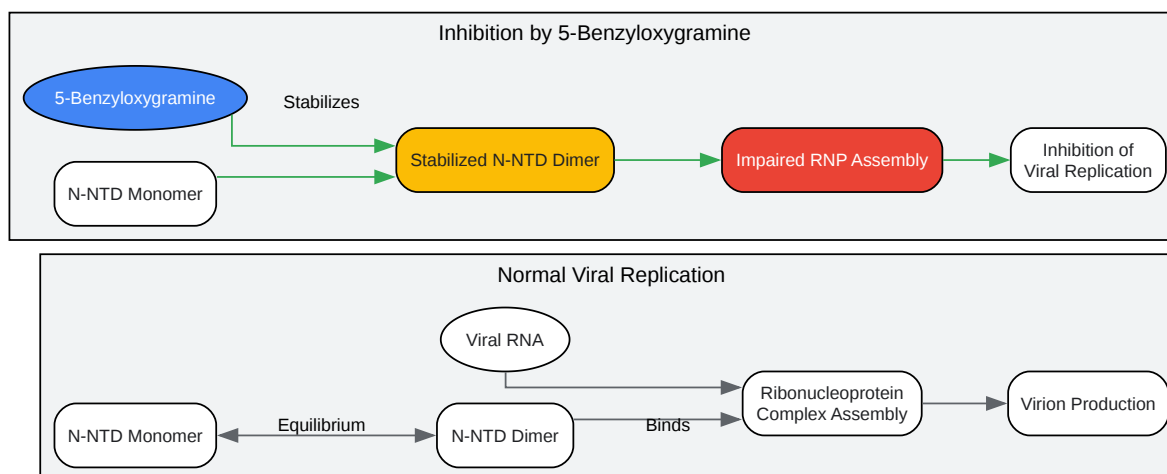 Inhibition by 5-Benzyloxygramine
5-Benzyloxygramine
Stabilizes
N-NTD Monomer
Stabilized N-NTD Dimer
Impaired RNP Assembly
Inhibition of
Viral Replication
Normal Viral Replication
Viral RNA
N-NTD Monomer
Equilibrium
N-NTD Dimer
Binds
Ribonucleoprotein
Complex Assembly
Virion Production